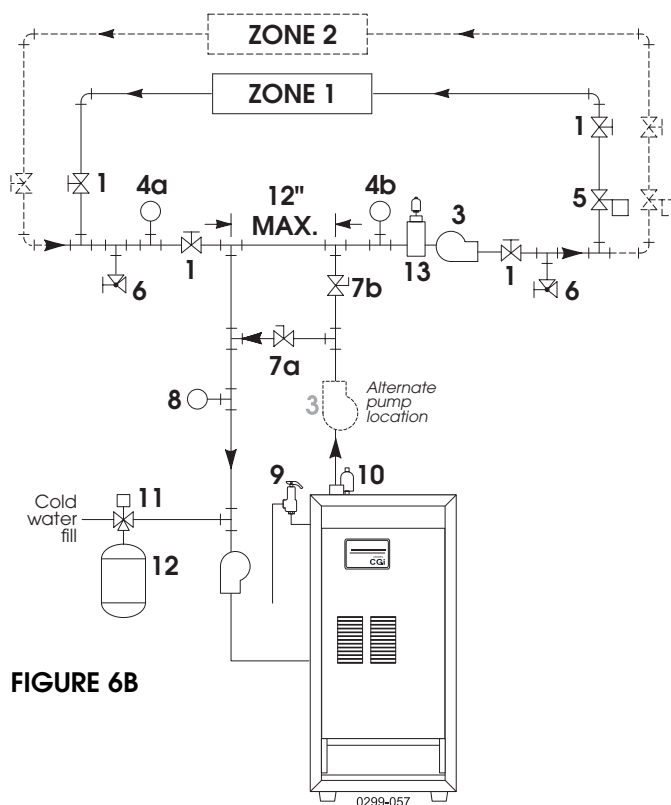 ZONE 2
ZONE 1
1
1
4a
12"
MAX.
4b
5
3
1
6
13
1
6
7b
7a
8
3
Alternate
pump
location
9
10
11
Cold
water
fill
12
CGi
FIGURE 6B
0299-057